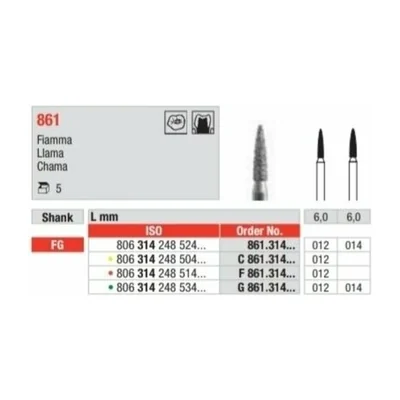 861
Fiamma
Llama
Chama
5
Shank L mm 6,0 6,0
ISO Order No.
FG 806 314 248 524... 861.314... 012 014
806 314 248 504... C 861.314... 012
806 314 248 514... F 861.314... 012
806 314 248 534... G 861.314... 012 014